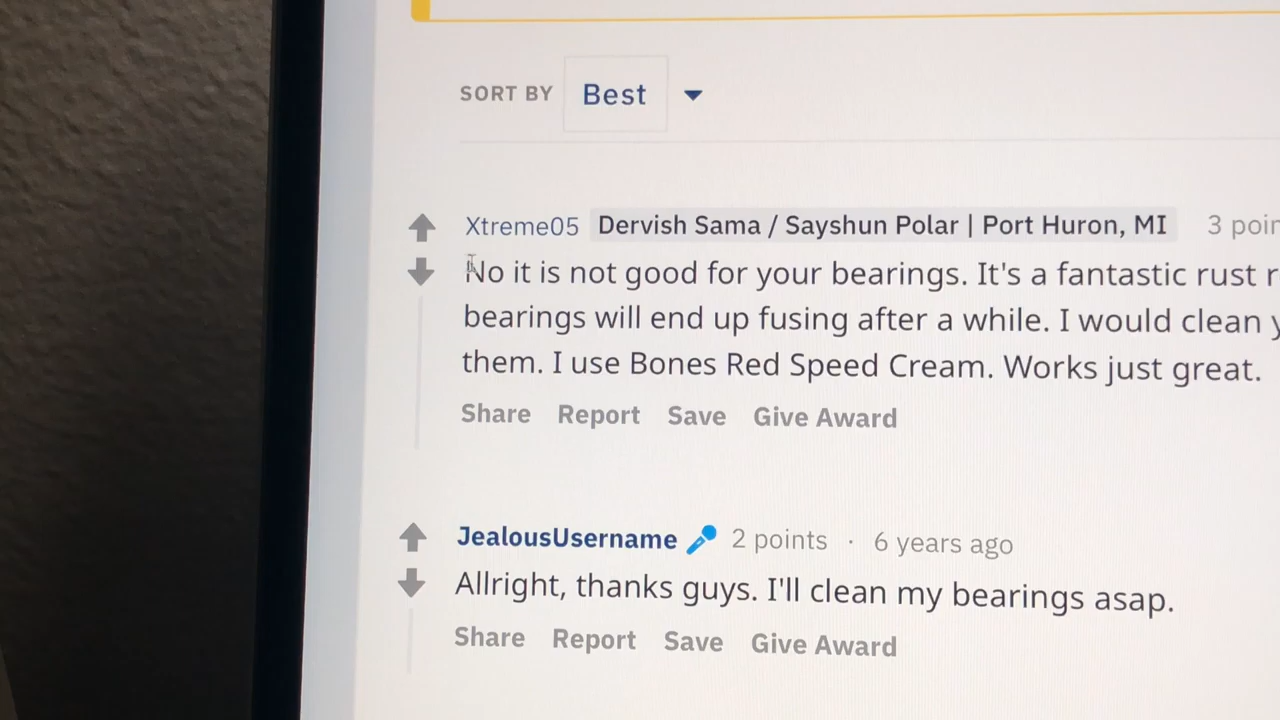 SORT BY Best
Xtreme05 Dervish Sama / Sayshun Polar | Port Huron, MI 3
No it is not good for your bearings. It's a fantastic rust
bearings will end up fusing after a while. I would clean
them. I use Bones Red Speed Cream. Works just great.
Share Report Save Give Award
JealousUsername 2 points · 6 years ago
Allright, thanks guys. I'll clean my bearings asap.
Share Report Save Give Award